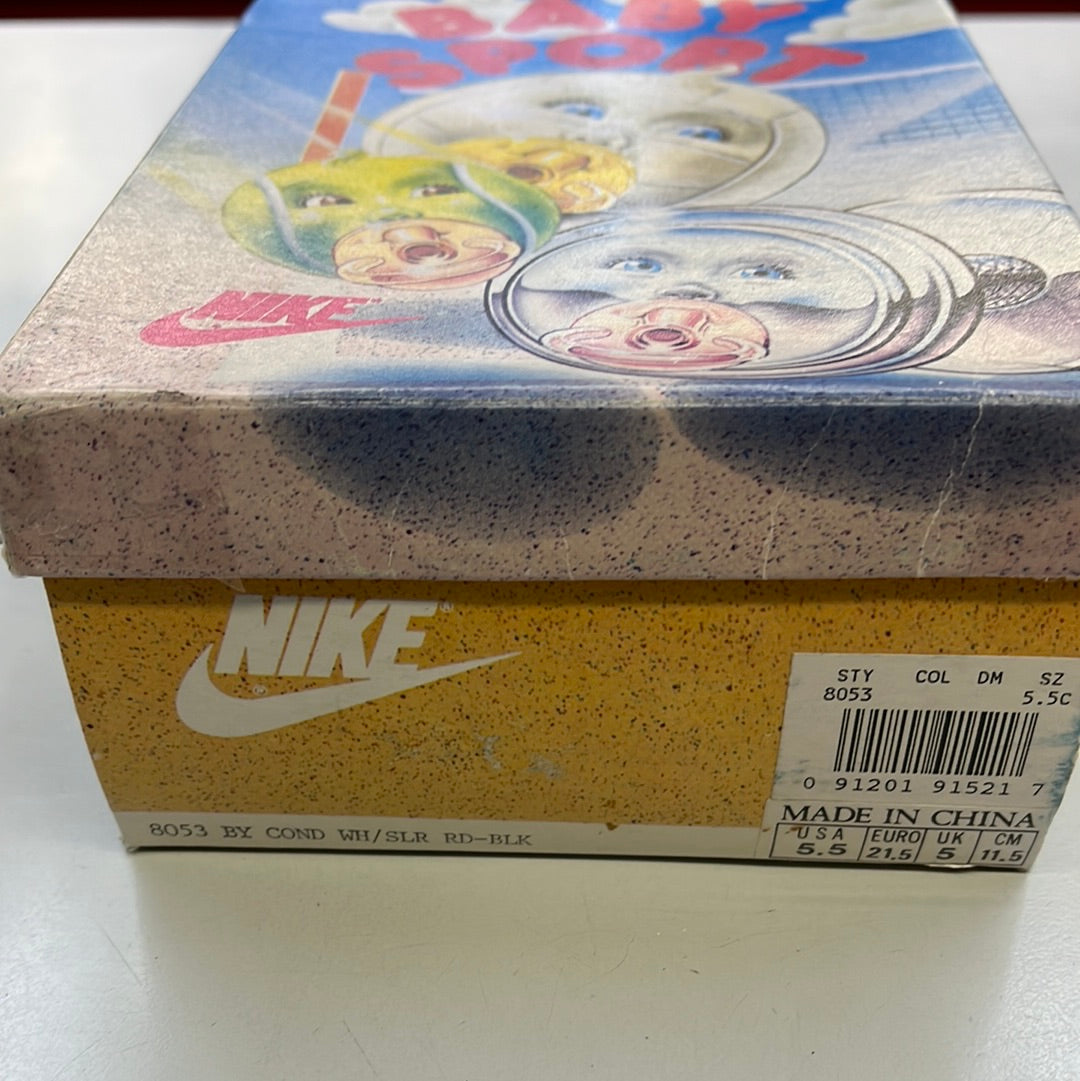 BABY
SPORT
NIKE
NIKE®
STY COL DM SZ
8053 5.5C
0 91201 91521 7
MADE IN CHINA
USA EURO UK CM
5.5 21.5 5 11.5
8053 BY COND WH/SLR RD-BLK